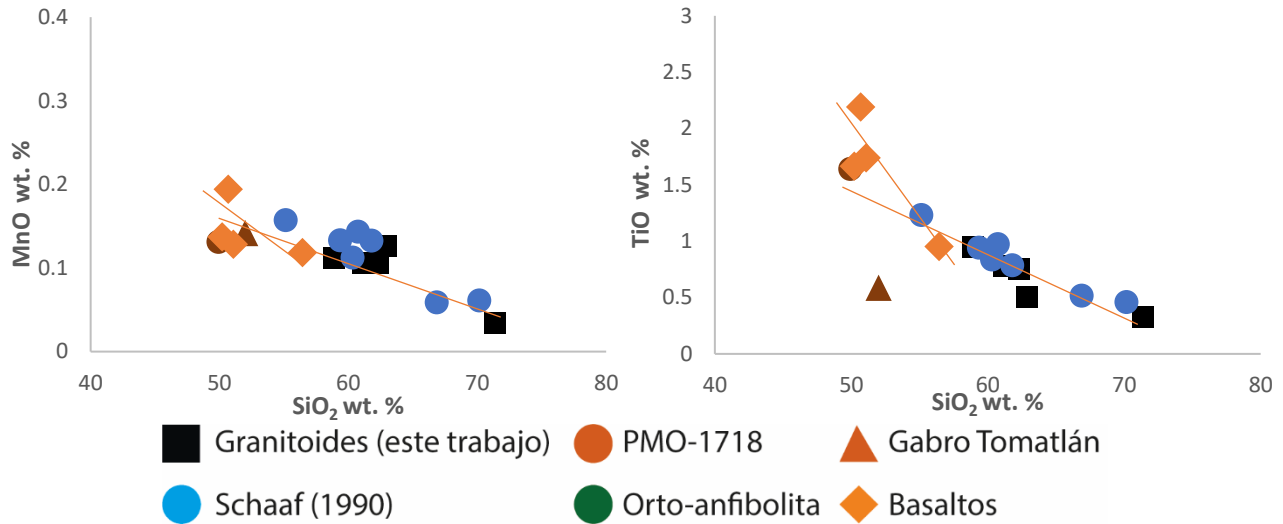 0.4
0.3
0.2
0.1
0
MnO wt. %
40 50 60 70 80
SiO₂ wt. %
3
2.5
2
1.5
1
0.5
0
TiO wt. %
40 50 60 70 80
SiO₂ wt. %
Granitoides (este trabajo) PMO-1718 Gabro Tomatlán
Schaaf (1990) Orto-anfibolita Basaltos